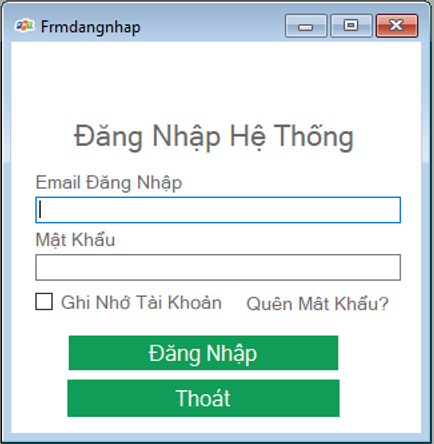 Frmdangnhap
Đăng Nhập Hệ Thống
Email Đăng Nhập
Mật Khẩu
Ghi Nhớ Tài Khoản Quên Mât Khẩu?
Đăng Nhập
Thoát